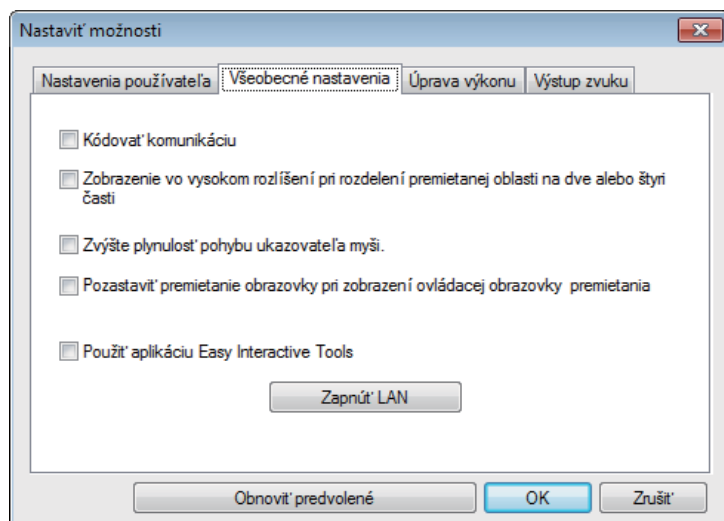 Nastaviť možnosti
Nastavenia používateľa
Všeobecné nastavenia
Úprava výkonu
Výstup zvuku
Kódovať komunikáciu
Zobrazenie vo vysokom rozlíšení pri rozdelení premietanej oblasti na dve alebo štyri
časti
Zvýšte plynulosť pohybu ukazovateľa myši.
Pozastaviť premietanie obrazovky pri zobrazení ovládacej obrazovky premietania
Použiť aplikáciu Easy Interactive Tools
Zapnúť LAN
Obnoviť predvolené
OK
Zrušiť